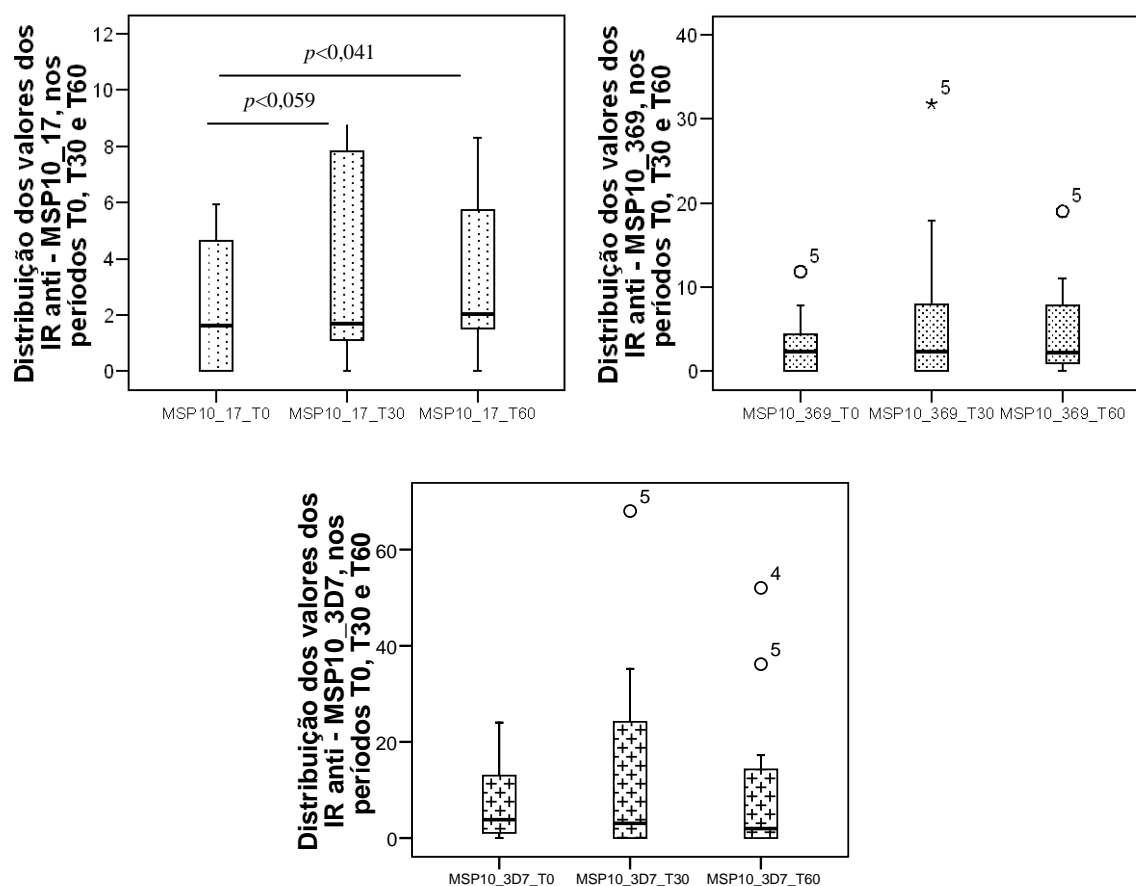 Distribuição dos valores dos
IR anti - MSP10_17, nos
períodos T0, T30 e T60
12
10
8
6
4
2
0
p<0,041
p<0,059
MSP10_17_T0
MSP10_17_T30
MSP10_17_T60
Distribuição dos valores dos
IR anti - MSP10_369, nos
períodos T0, T30 e T60
40
30
20
10
0
5
5
5
MSP10_369_T0
MSP10_369_T30
MSP10_369_T60
Distribuição dos valores dos
IR anti - MSP10_3D7, nos
períodos T0, T30 e T60
60
40
20
0
5
4
5
MSP10_3D7_T0
MSP10_3D7_T30
MSP10_3D7_T60